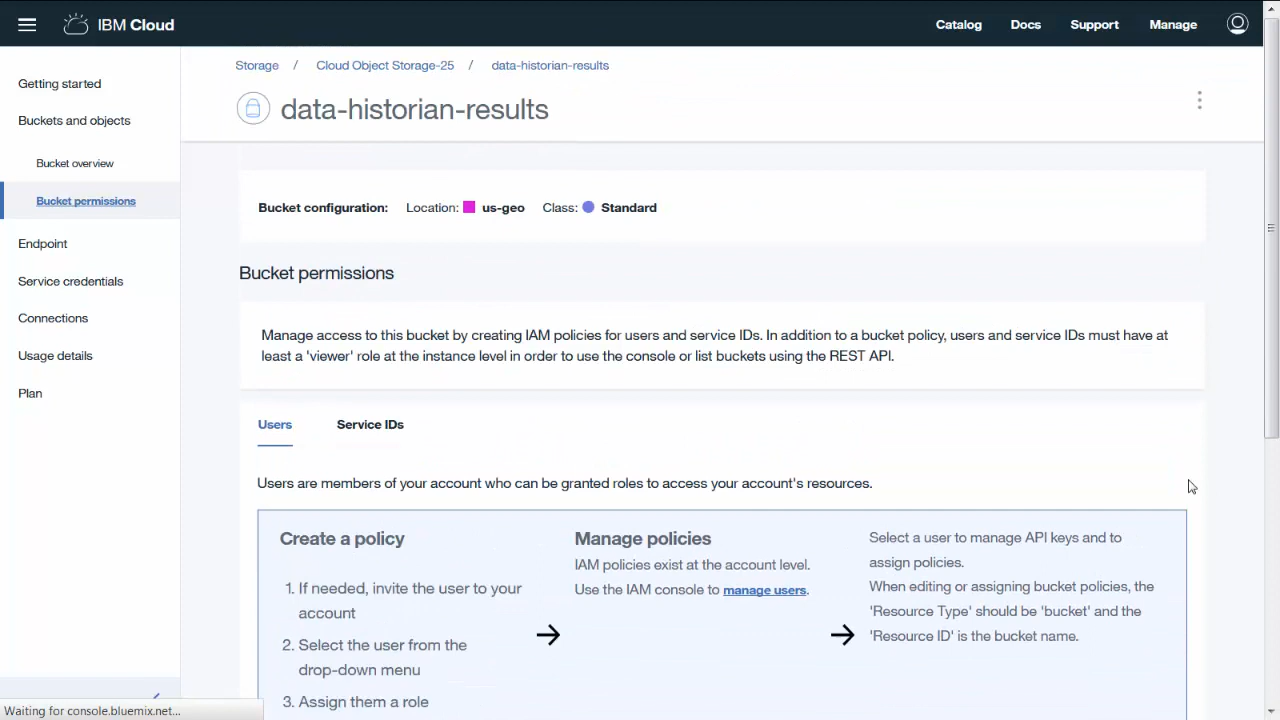 IBM Cloud
Catalog
Docs
Support
Manage
Getting started
Buckets and objects
Bucket overview
Bucket permissions
Endpoint
Service credentials
Connections
Usage details
Plan
Storage / Cloud Object Storage-25 / data-historian-results
data-historian-results
Bucket configuration: Location: us-geo Class: Standard
Bucket permissions
Manage access to this bucket by creating IAM policies for users and service IDs. In addition to a bucket policy, users and service IDs must have at
least a 'viewer' role at the instance level in order to use the console or list buckets using the REST API.
Users
Service IDs
Users are members of your account who can be granted roles to access your account's resources.
Create a policy
1. If needed, invite the user to your
account
2. Select the user from the
drop-down menu
3. Assign them a role
Manage policies
IAM policies exist at the account level.
Use the IAM console to manage users.
Select a user to manage API keys and to
assign policies.
When editing or assigning bucket policies, the
'Resource Type' should be 'bucket' and the
'Resource ID' is the bucket name.
Waiting for console.bluemix.net...